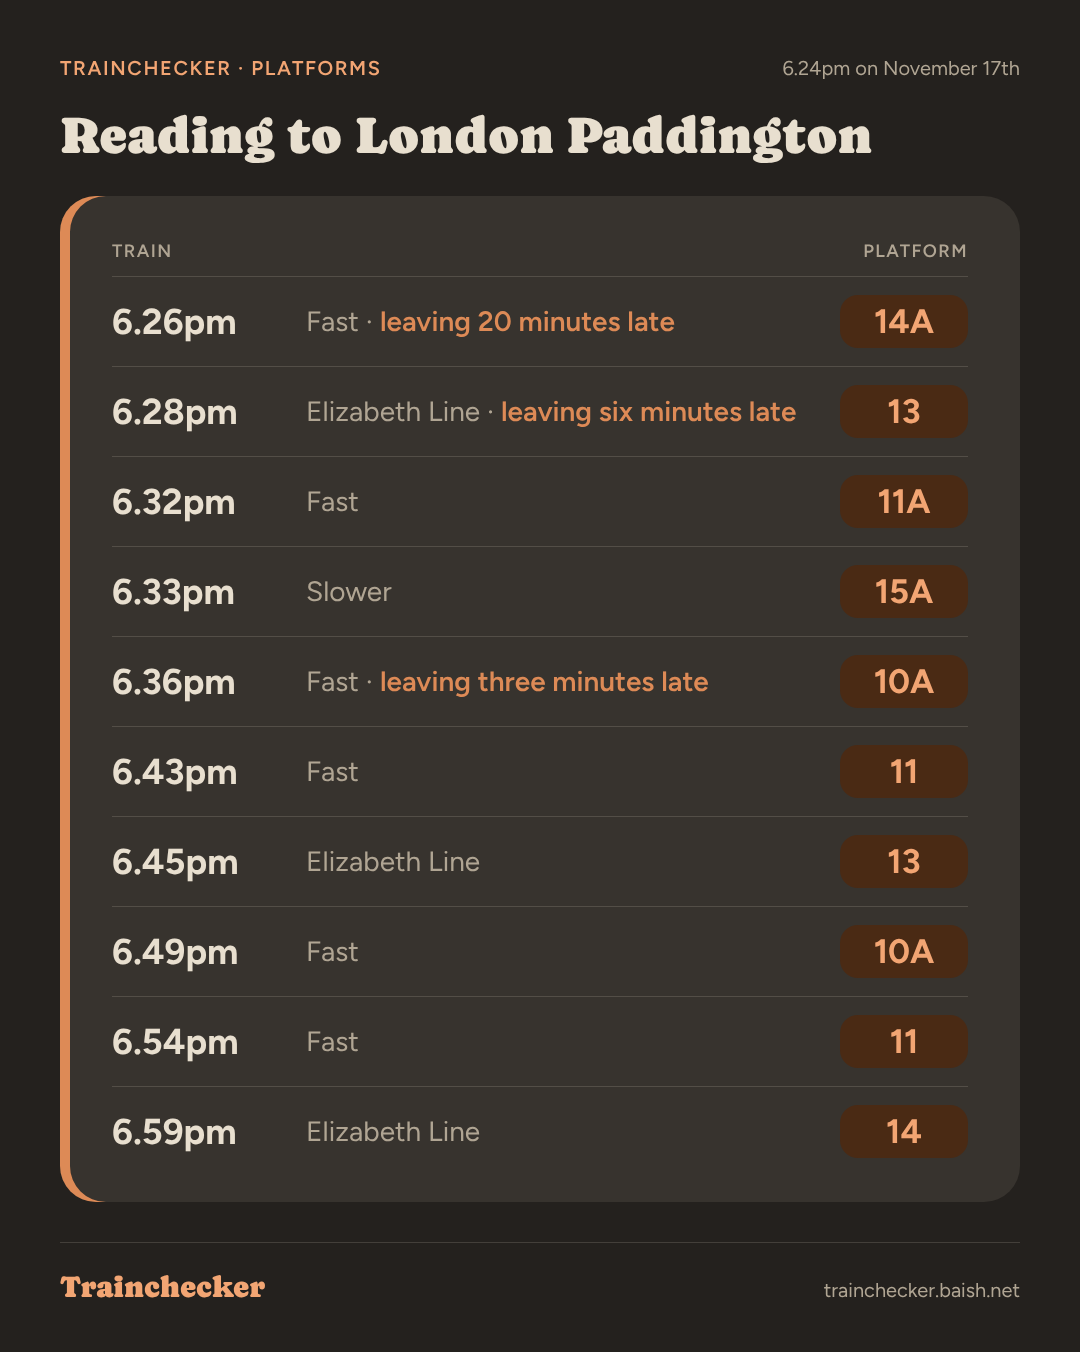 TRAINCHECKER · PLATFORMS
6.24pm on November 17th
Reading to London Paddington
TRAIN PLATFORM
6.26pm Fast · leaving 20 minutes late 14A
6.28pm Elizabeth Line · leaving six minutes late 13
6.32pm Fast 11A
6.33pm Slower 15A
6.36pm Fast · leaving three minutes late 10A
6.43pm Fast 11
6.45pm Elizabeth Line 13
6.49pm Fast 10A
6.54pm Fast 11
6.59pm Elizabeth Line 14
Trainchecker
trainchecker.baish.net